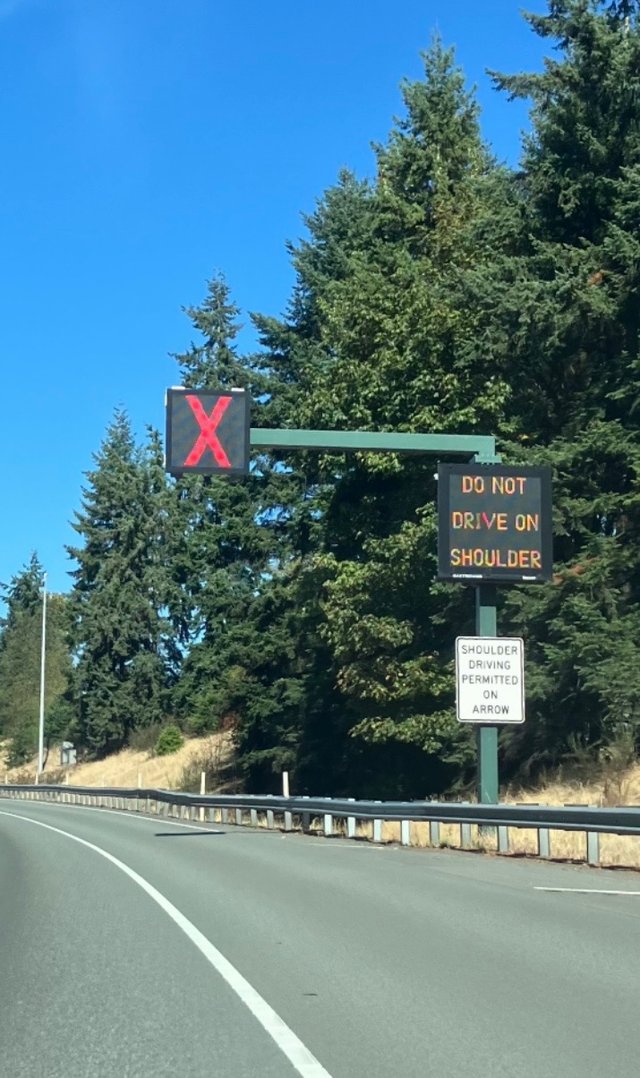 X
DO NOT
DRIVE ON
SHOULDER
SHOULDER
DRIVING
PERMITTED
ON
ARROW